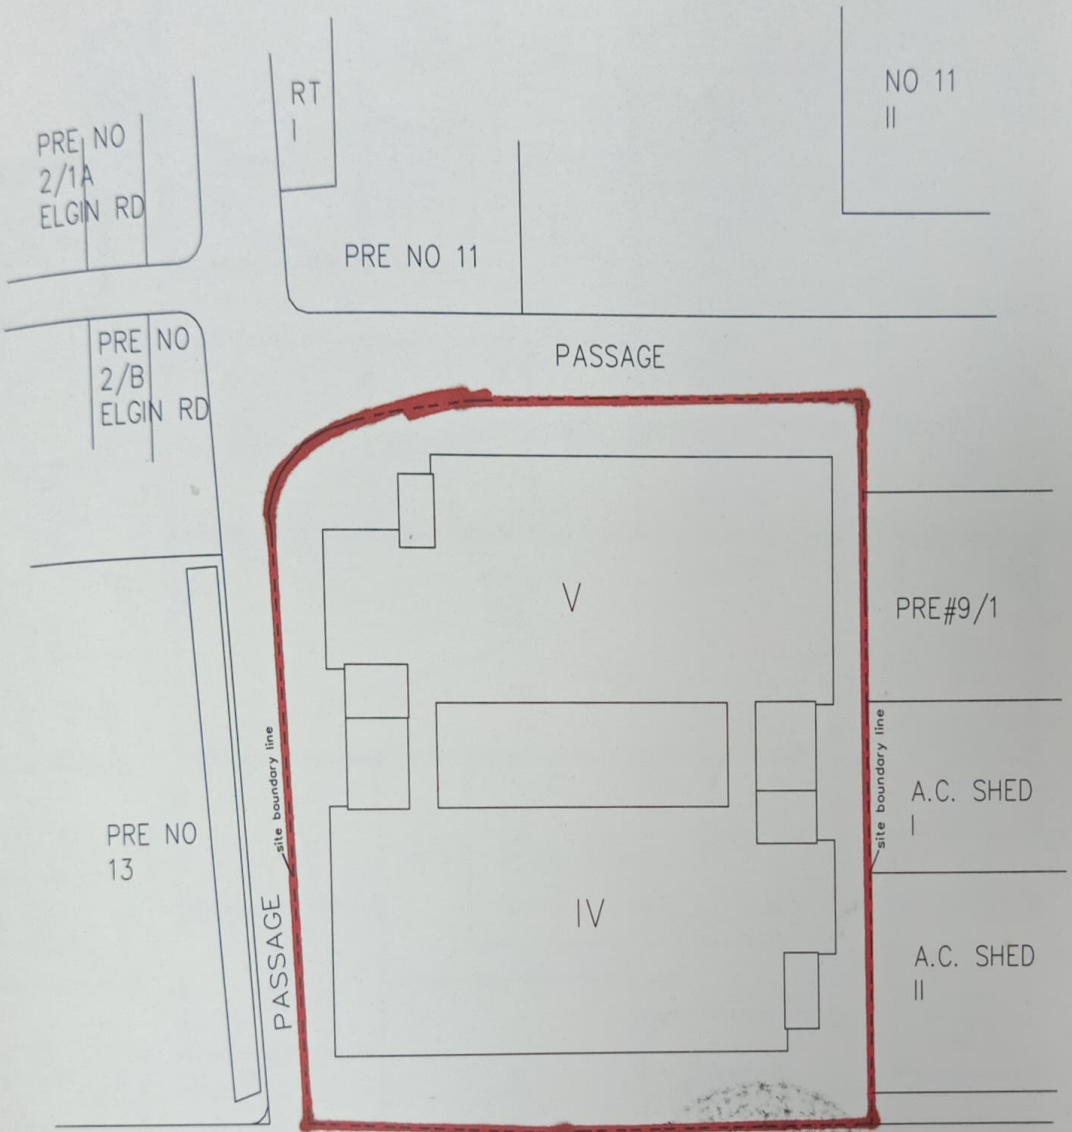 RT
I
NO 11
II
PRE NO
2/1A
ELGIN RD
PRE NO 11
PRE NO
2/B
ELGIN RD
PASSAGE
V
PRE#9/1
site boundary line
site boundary line
A.C. SHED
I
PRE NO
13
PASSAGE
IV
A.C. SHED
II